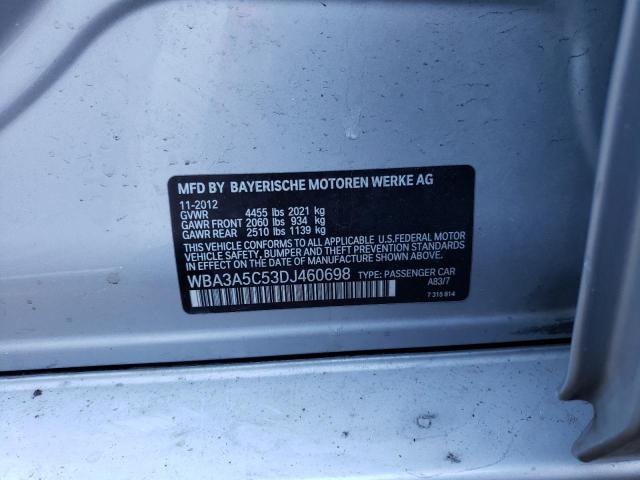 MFD BY BAYERISCHE MOTOREN WERKE AG
11-2012
GVWR 4455 lbs 2021 kg
GAWR FRONT 2060 lbs 934 kg
GAWR REAR 2510 lbs 1139 kg
THIS VEHICLE CONFORMS TO ALL APPLICABLE U.S.FEDERAL MOTOR
VEHICLE SAFETY, BUMPER, AND THEFT PREVENTION STANDARDS
IN EFFECT ON THE DATE OF MANUFACTURE SHOWN ABOVE.
WBA3A5C53DJ460698 TYPE: PASSENGER CAR
A83/7
7 315 814